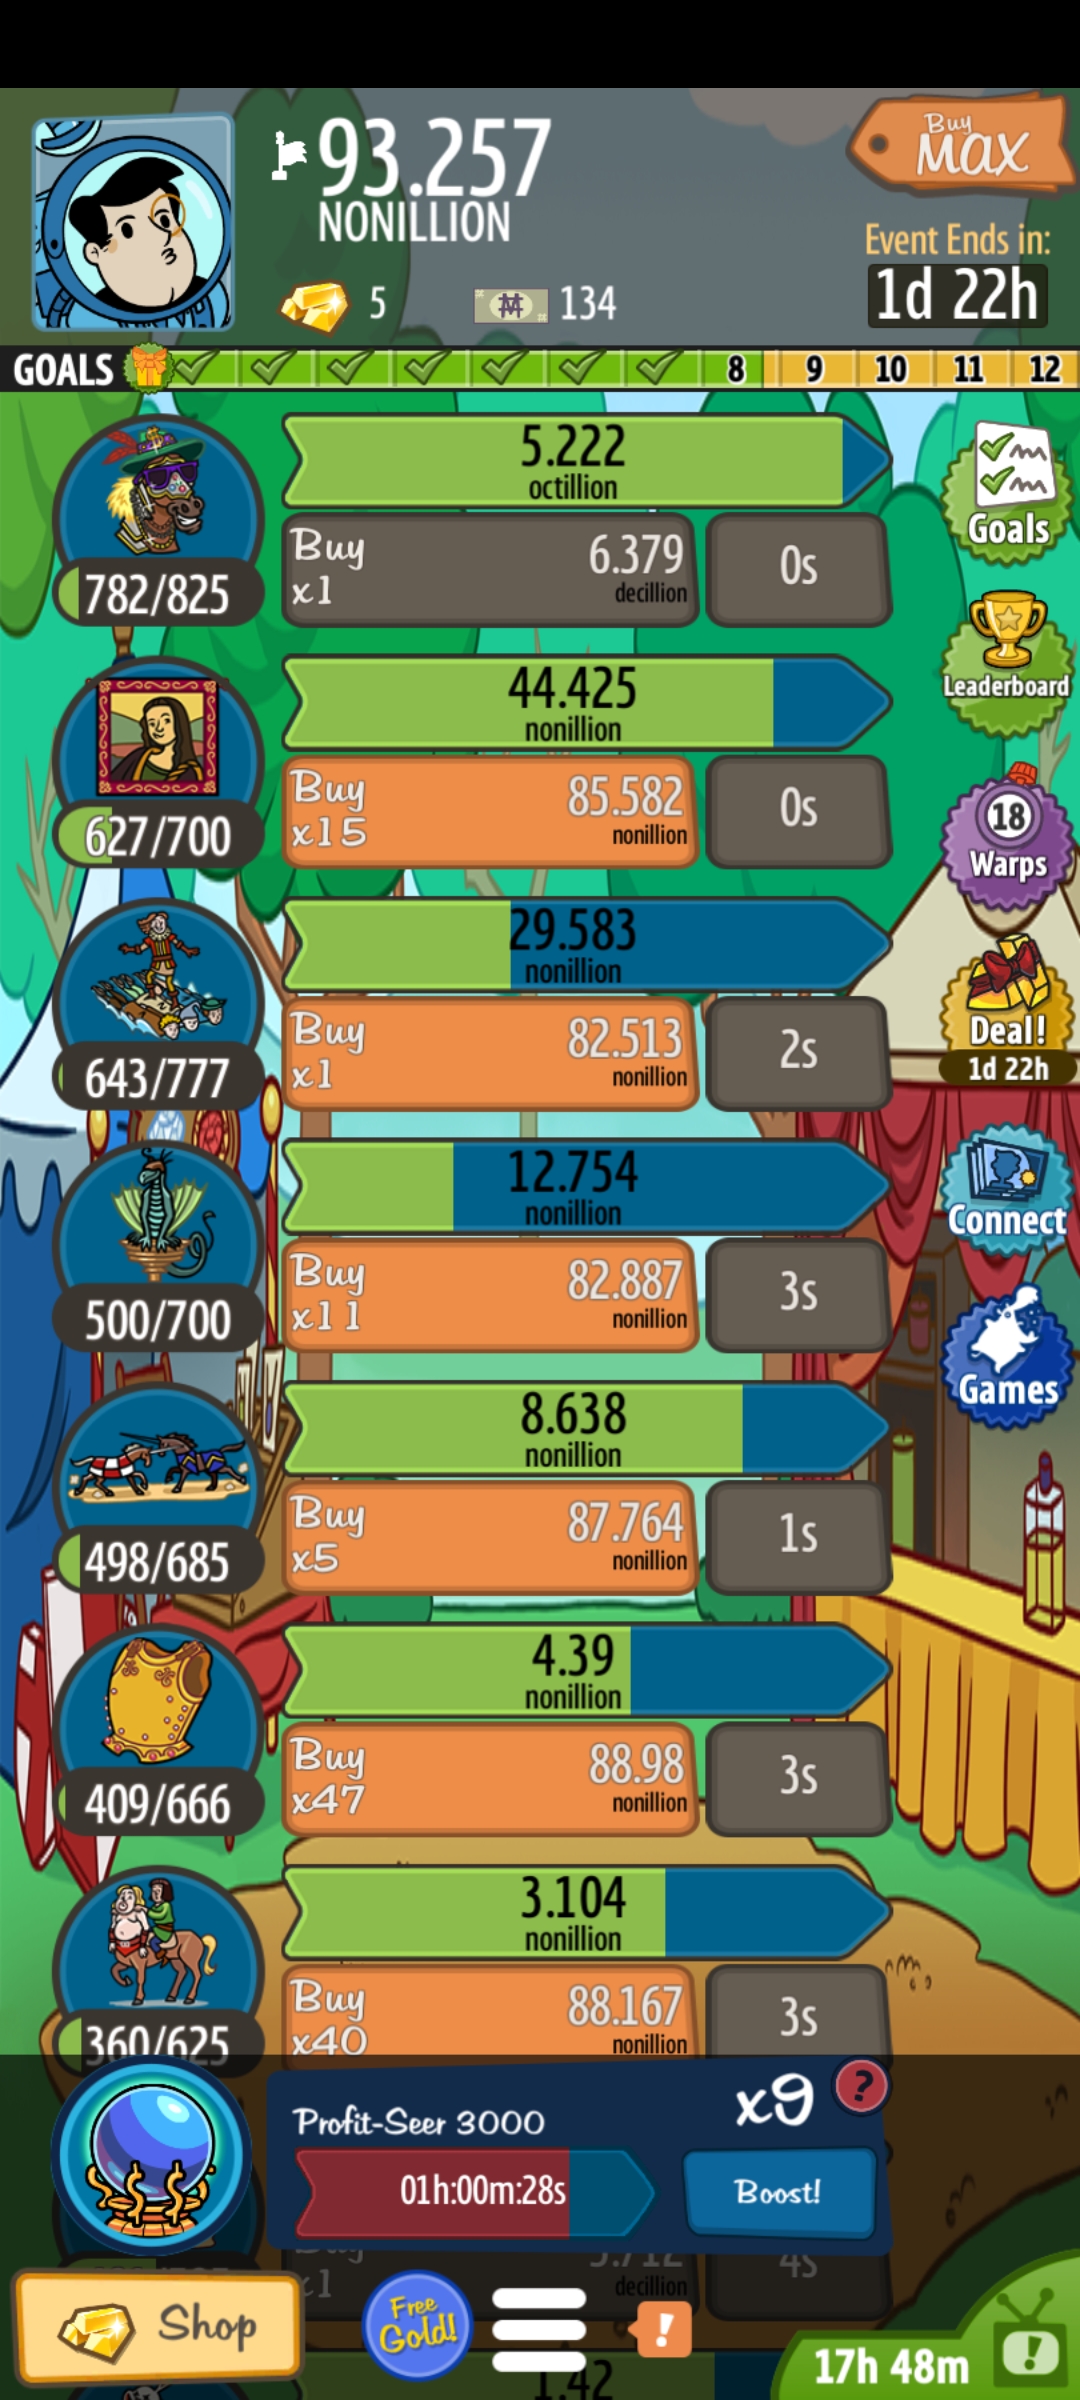 93.257
NONILLION
Buy
MAX
5
134
Event Ends in:
1d 22h
GOALS
8 9 10 11 12
5.222
octillion
782/825
Buy
x1
6.379
decillion
0s
Goals
44.425
nonillion
627/700
Buy
x15
85.582
nonillion
0s
Leaderboard
29.583
nonillion
643/777
Buy
x1
82.513
nonillion
2s
18
Warps
Deal!
1d 22h
12.754
nonillion
500/700
Buy
x11
82.887
nonillion
3s
Connect
8.638
nonillion
498/685
Buy
x5
87.764
nonillion
1s
Games
4.39
nonillion
409/666
Buy
x47
88.98
nonillion
3s
3.104
nonillion
360/625
Buy
x40
88.167
nonillion
3s
Profit-Seer 3000
x9
?
01h:00m:28s
Boost!
Buy
x1
decillion
4s
Shop
Free
Gold!
!
1.42
17h 48m
!